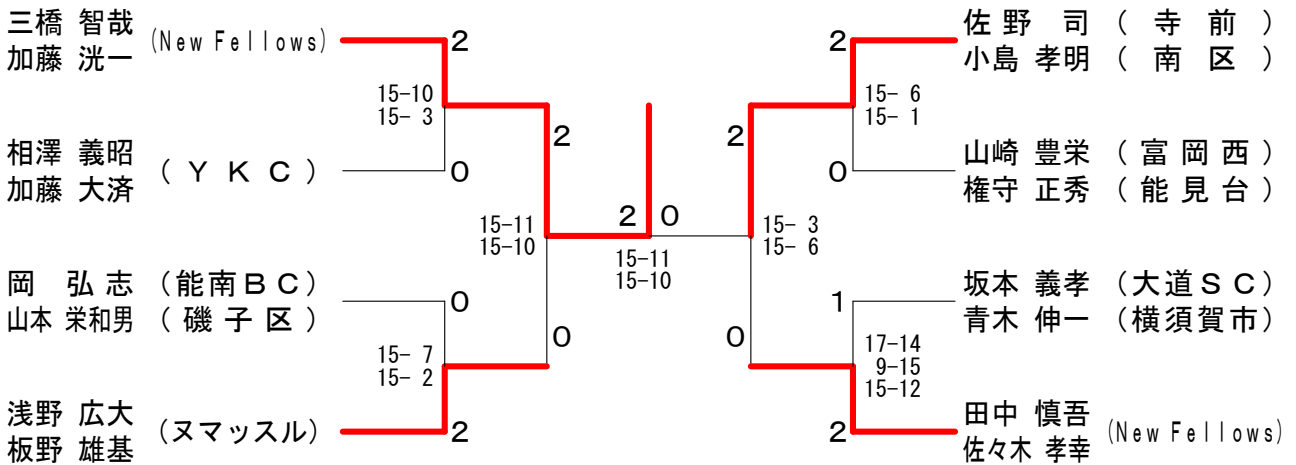 三橋 智哉
加藤 洸一
(New Fellows)
2
15-10
15- 3
相澤 義昭
加藤 大済
(ＹＫＣ)
0
2
15-11
15-10
岡 弘志 (能南ＢＣ)
山本 栄和男 (磯子区)
0
15- 7
15- 2
0
浅野 広大
板野 雄基
(ヌマッスル)
2
2 0
15-11
15-10
2
佐野 司 (寺前)
小島 孝明 (南区)
15- 6
15- 1
2
0
山崎 豊栄 (富岡西)
権守 正秀 (能見台)
15- 3
15- 6
1
坂本 義孝 (大道ＳＣ)
青木 伸一 (横須賀市)
0
17-14
9-15
15-12
2
田中 慎吾
佐々木 孝幸
(New Fellows)